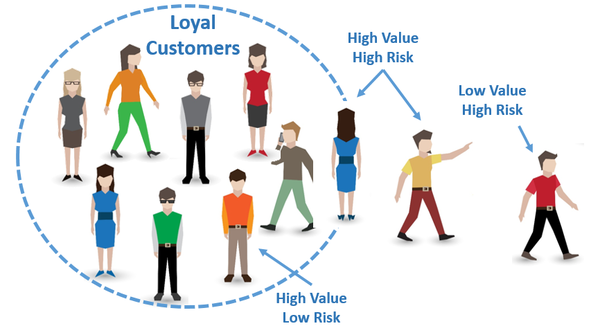 Loyal
Customers
High Value
High Risk
Low Value
High Risk
High Value
Low Risk